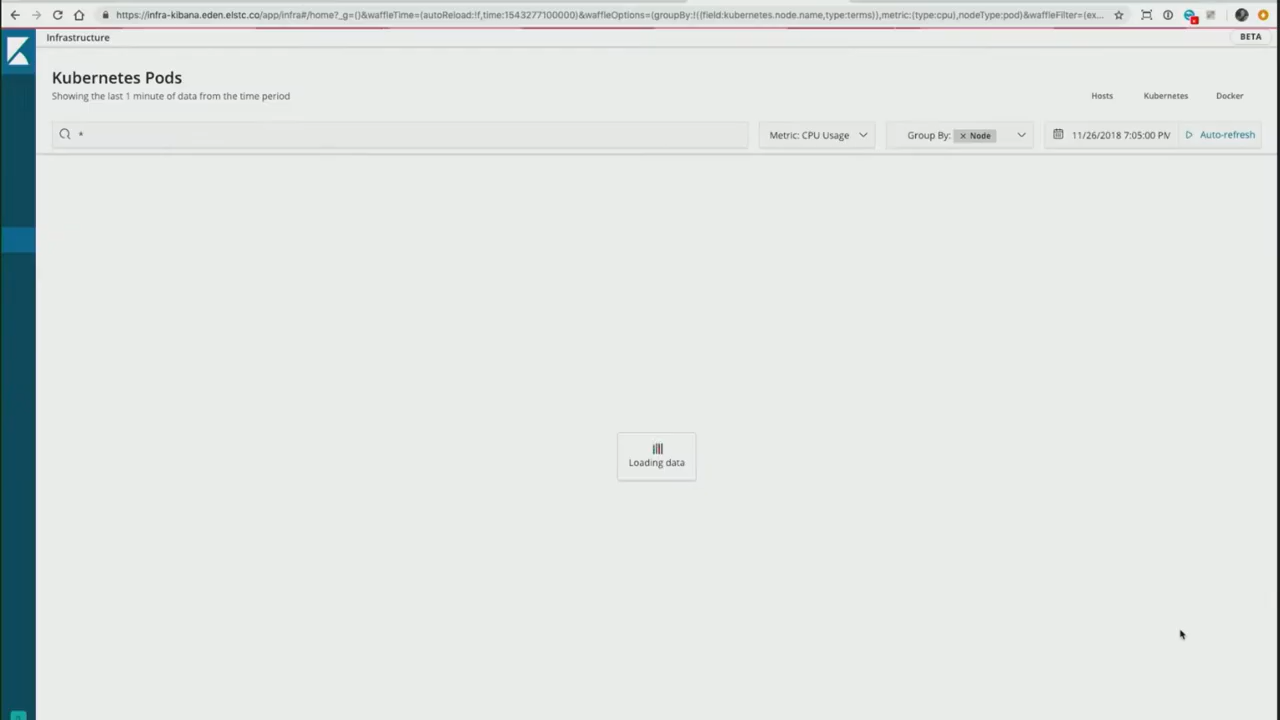 https://infra-kibana.eden.elstc.co/app/infra#/home?_g=()&waffleTime=(autoReload:!f,time:1543277100000)&waffleOptions=(groupBy:!((field:kubernetes.node.name,type:terms)),metric:(type:cpu),nodeType:pod)&waffleFilter=(ex...
Infrastructure
BETA
Kubernetes Pods
Showing the last 1 minute of data from the time period
Hosts
Kubernetes
Docker
*
Metric: CPU Usage
Group By: × Node
11/26/2018 7:05:00 PM
Auto-refresh
Loading data